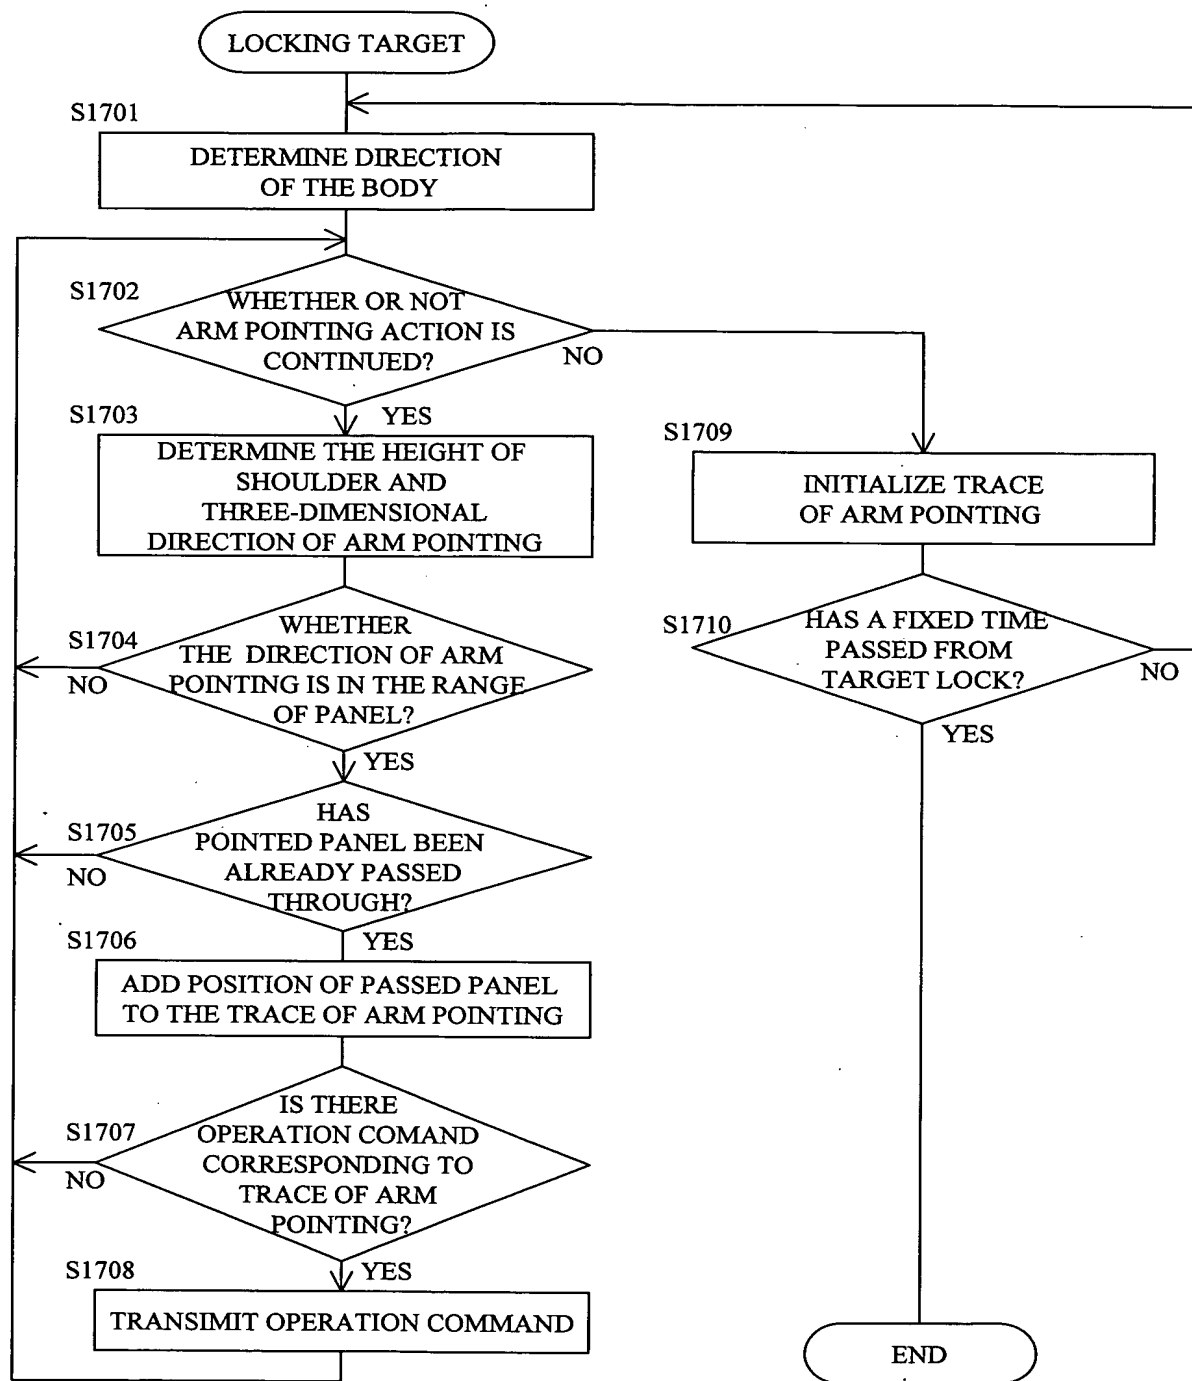 LOCKING TARGET
S1701
DETERMINE DIRECTION
OF THE BODY
S1702
WHETHER OR NOT
ARM POINTING ACTION IS
CONTINUED?
NO
YES
S1703
DETERMINE THE HEIGHT OF
SHOULDER AND
THREE-DIMENSIONAL
DIRECTION OF ARM POINTING
S1704
WHETHER
THE DIRECTION OF ARM
POINTING IS IN THE RANGE
OF PANEL?
NO
YES
S1705
HAS
POINTED PANEL BEEN
ALREADY PASSED
THROUGH?
NO
YES
S1706
ADD POSITION OF PASSED PANEL
TO THE TRACE OF ARM POINTING
S1707
IS THERE
OPERATION COMAND
CORRESPONDING TO
TRACE OF ARM
POINTING?
NO
YES
S1708
TRANSIMIT OPERATION COMMAND
S1709
INITIALIZE TRACE
OF ARM POINTING
S1710
HAS A FIXED TIME
PASSED FROM
TARGET LOCK?
NO
YES
END